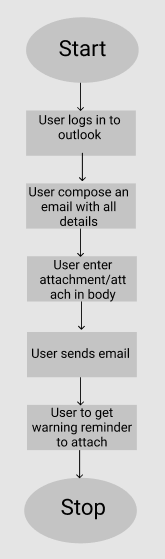 Start
User logs in to
outlook
User compose an
email with all
details
User enter
attachment/att
ach in body
User sends email
User to get
warning reminder
to attach
Stop